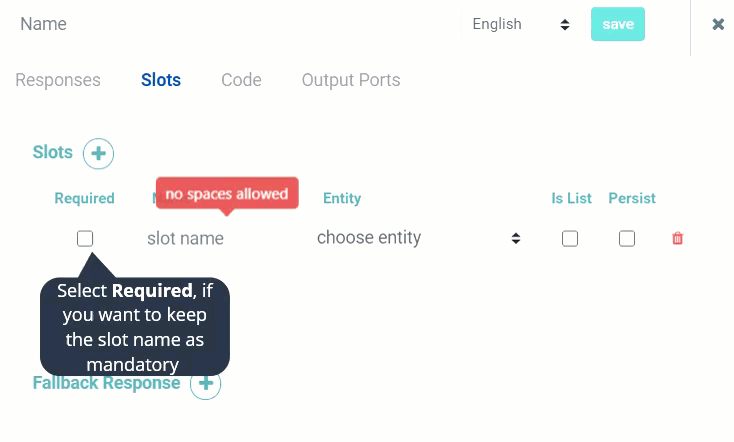 Name
English
save
Responses
Slots
Code
Output Ports
Slots
no spaces allowed
Required
Entity
Is List
Persist
slot name
choose entity
Select Required, if
you want to keep
the slot name as
mandatory
Fallback Response